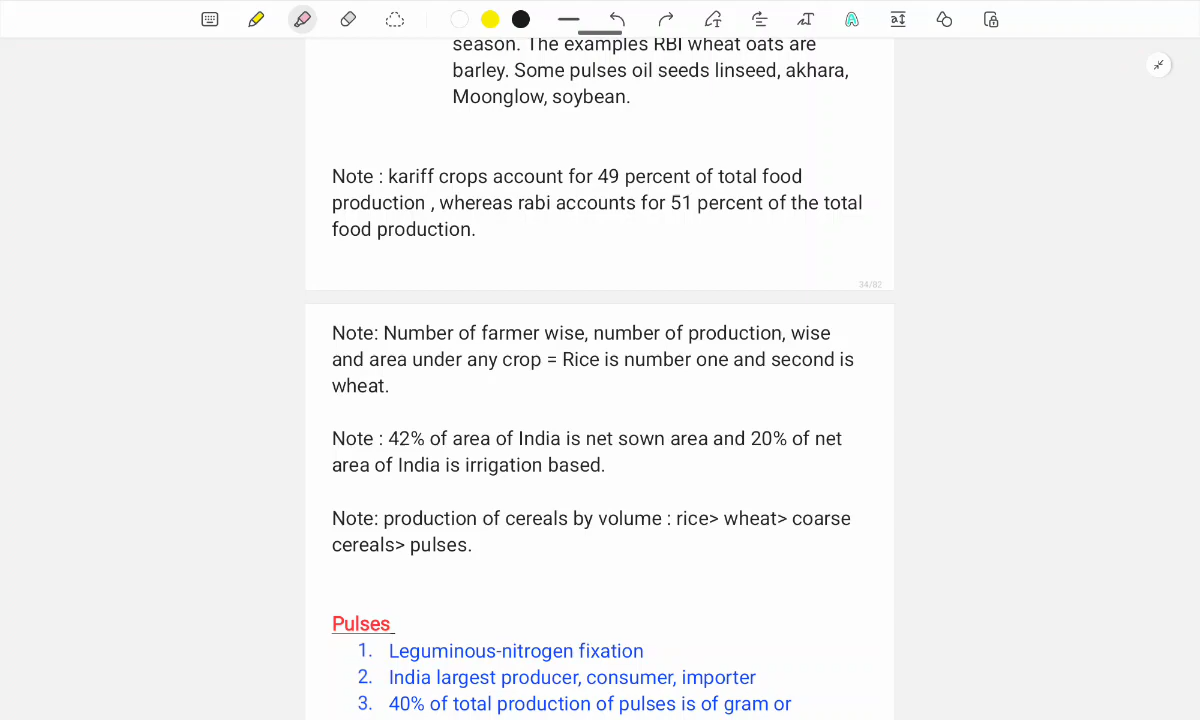 season. The examples RBI wheat oats are
barley. Some pulses oil seeds linseed, akhara,
Moonglow, soybean.
Note : kariff crops account for 49 percent of total food
production , whereas rabi accounts for 51 percent of the total
food production.
34/82
Note: Number of farmer wise, number of production, wise
and area under any crop = Rice is number one and second is
wheat.
Note : 42% of area of India is net sown area and 20% of net
area of India is irrigation based.
Note: production of cereals by volume : rice> wheat> coarse
cereals> pulses.
Pulses
1. Leguminous-nitrogen fixation
2. India largest producer, consumer, importer
3. 40% of total production of pulses is of gram or